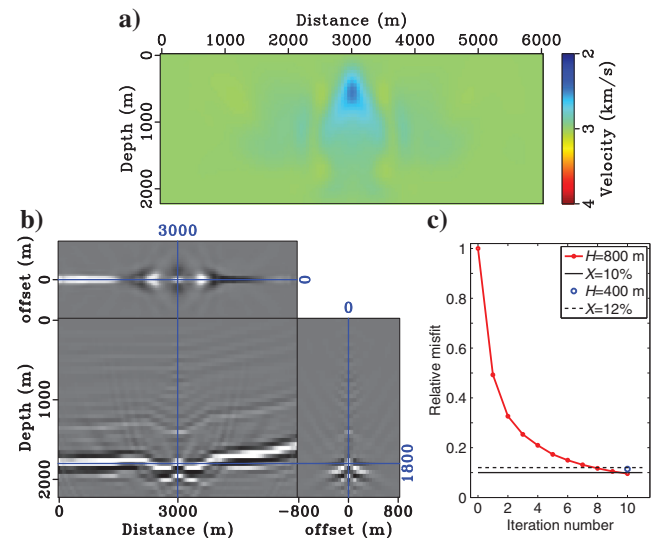 a)
Distance (m)
0 1000 2000 3000 4000 5000 6000
Depth (m)
0
1000
2000
2
3
4
Velocity (km/s)
b)
3000
offset (m)
0
0
0
Depth (m)
0
1000
2000
1800
0 3000 -800 0 800
Distance (m) offset (m)
c)
Relative misfit
1
0.8
0.6
0.4
0.2
0
H=800 m
X=10%
H=400 m
X=12%
0 2 4 6 8 10
Iteration number